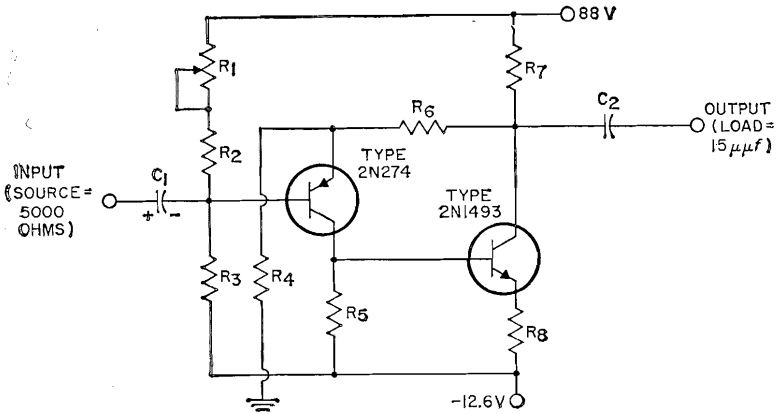 88 V
R1
R7
R6
C2
OUTPUT
(LOAD=
15 μμf)
R2
TYPE
2N274
INPUT
(SOURCE=
5000
OHMS)
C1
+ -
TYPE
2N1493
R3
R4
R5
R8
-12.6V